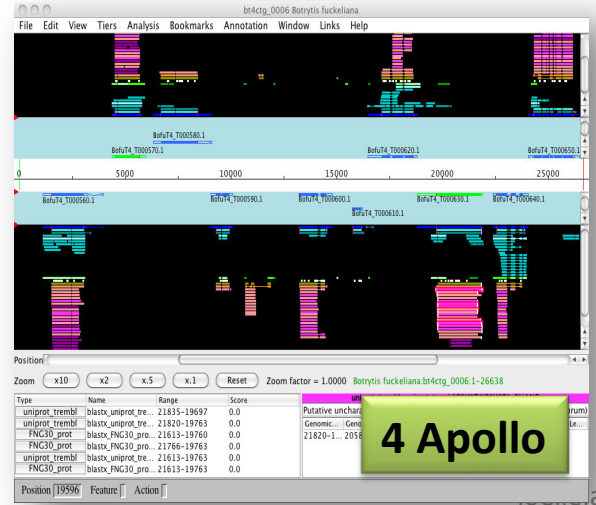 bt4ctg_0006 Botrytis fuckeliana
File Edit View Tiers Analysis Bookmarks Annotation Window Links Help
BofuT4_T000580.1
BofuT4_T000570.1 BofuT4_T000620.1 BofuT4_T000650.1
0 5000 10000 15000 20000 25000
BofuT4_T000560.1 BofuT4_T000590.1 BofuT4_T000600.1 BofuT4_T000630.1 BofuT4_T000640.1
BofuT4_T000610.1
Position
Zoom x10 x2 x.5 x.1 Reset Zoom factor = 1.0000 Botrytis fuckeliana:bt4ctg_0006:1-26638
Type Name Range Score
uniprot_trembl blastx_uniprot_tre... 21835-19697 0.0
uniprot_trembl blastx_uniprot_tre... 21820-19763 0.0
FNG30_prot blastx_FNG30_pro... 21613-19760 0.0
FNG30_prot blastx_FNG30_pro... 21766-19763 0.0
uniprot_trembl blastx_uniprot_tre... 21613-19763 0.0
FNG30_prot blastx_FNG30_pro... 21613-19763 0.0
Putative unchara
Genomic... Geno
21820-1... 2058
4 Apollo
Position 19596 Feature Action